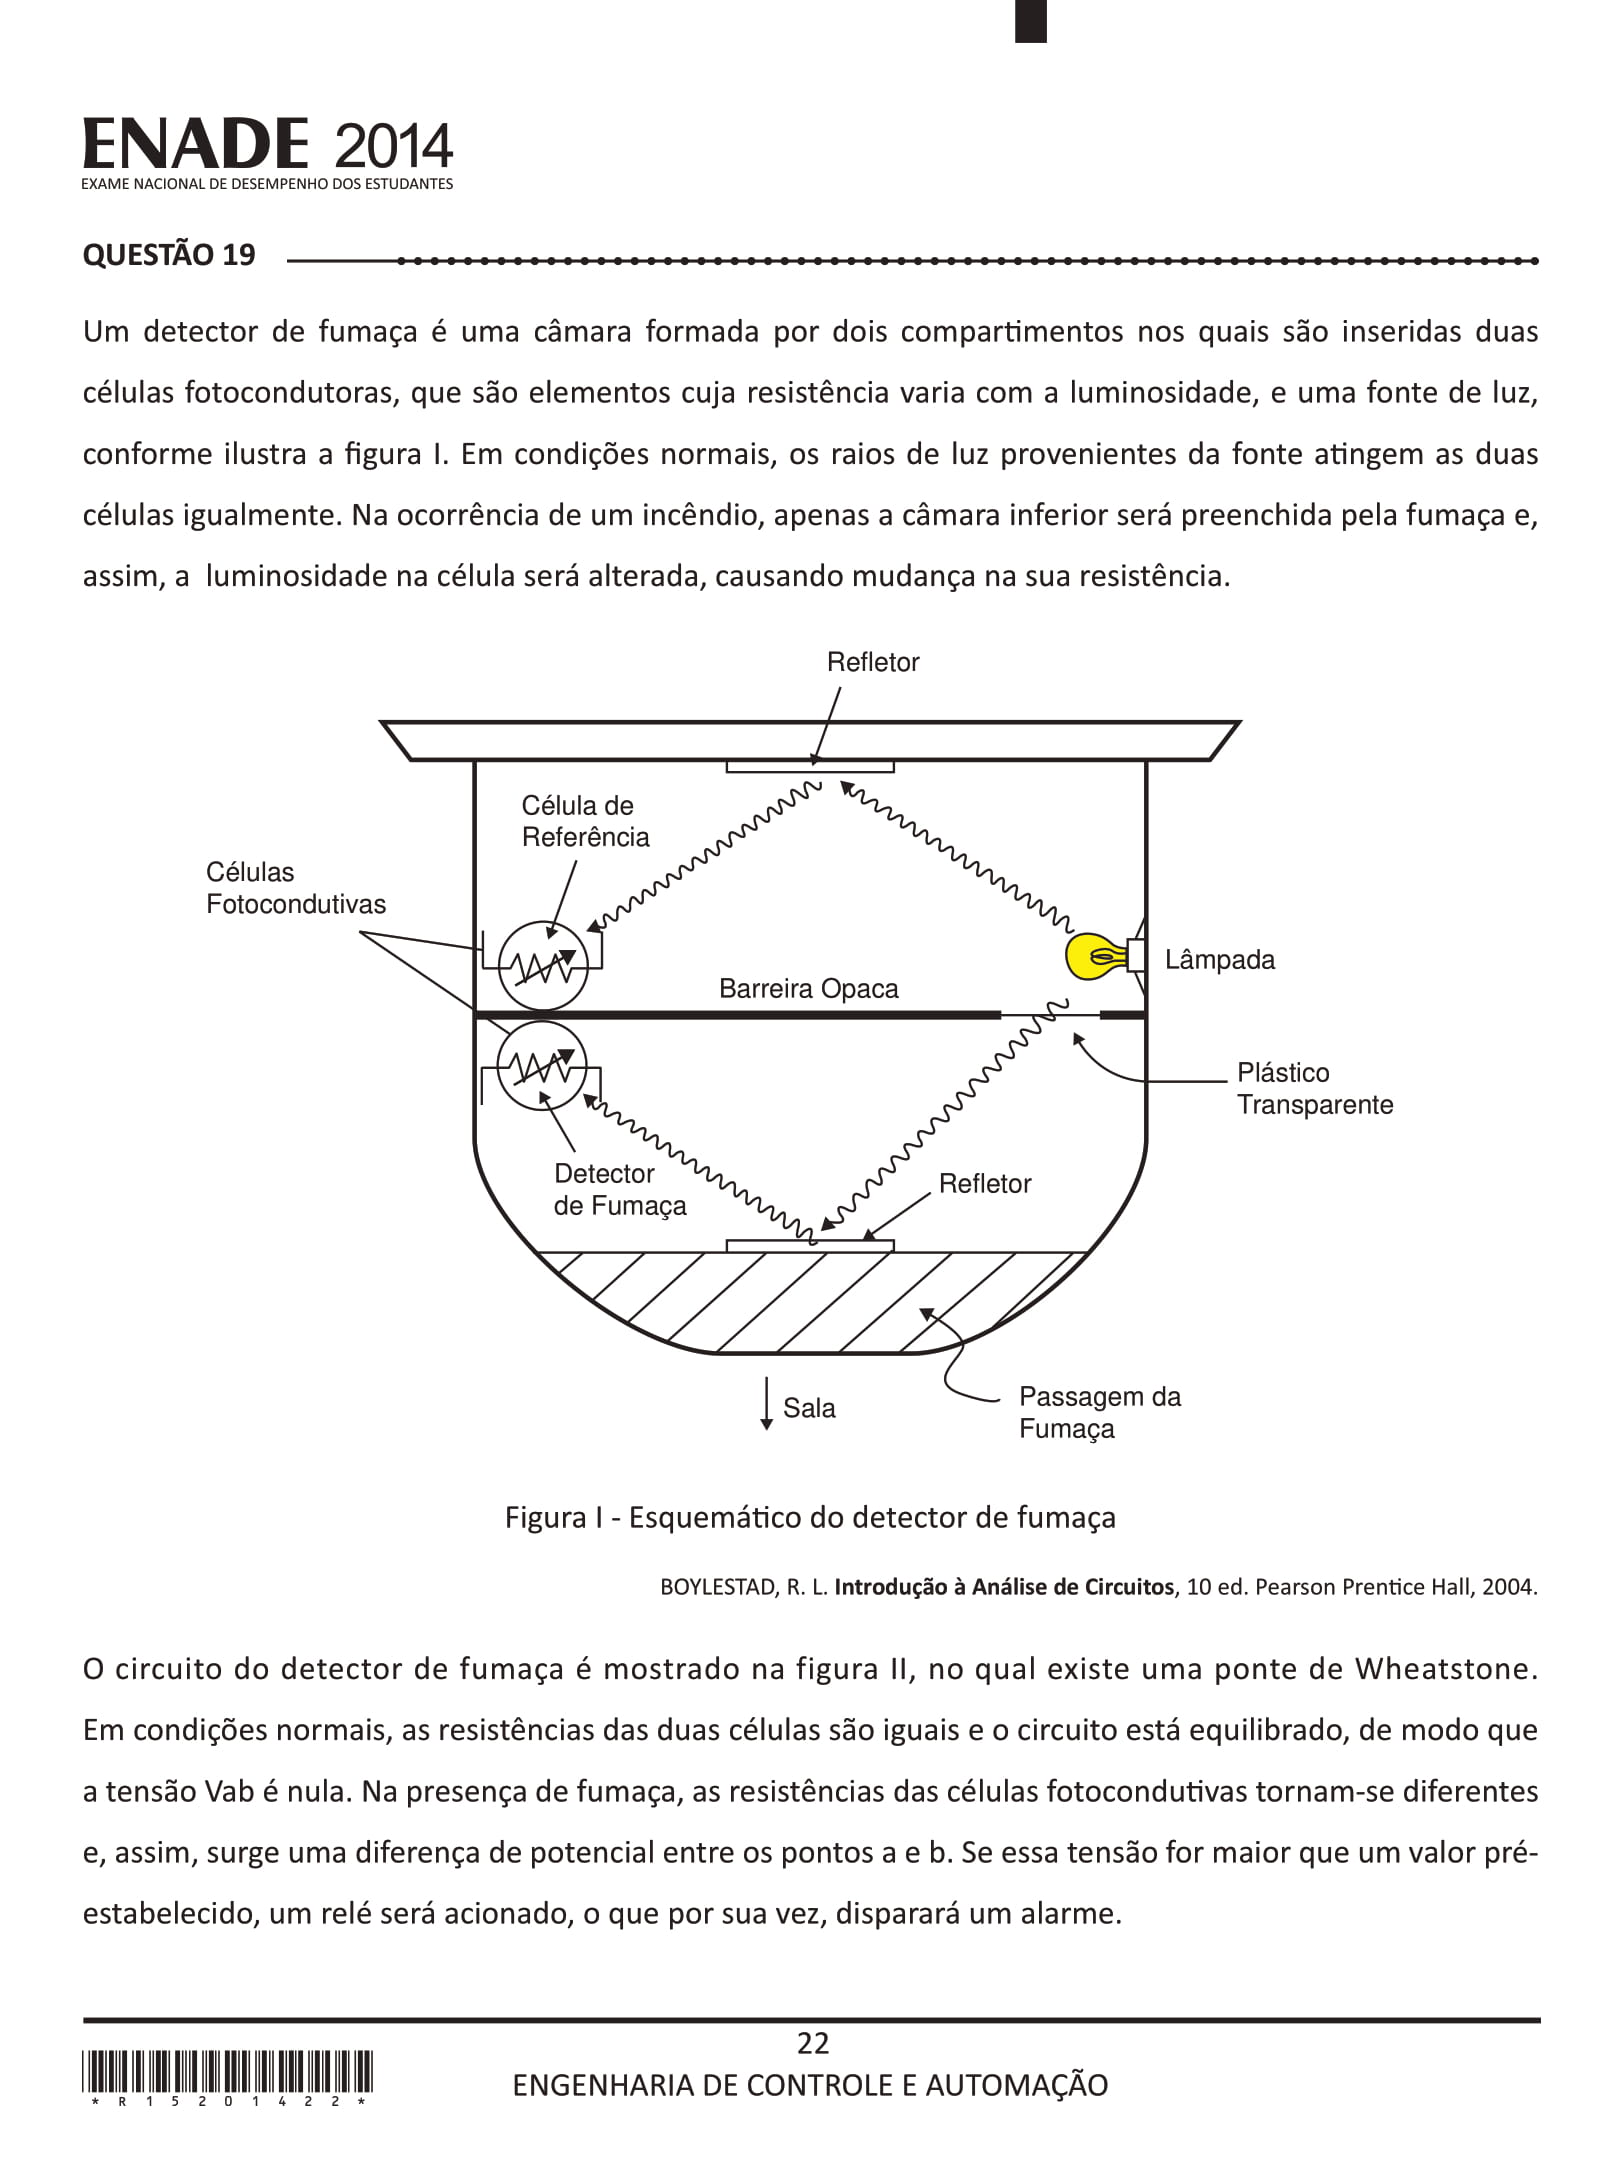 ENADE 2014
EXAME NACIONAL DE DESEMPENHO DOS ESTUDANTES
QUESTÃO 19
Um detector de fumaça é uma câmara formada por dois compartimentos nos quais são inseridas duas
células fotocondutoras, que são elementos cuja resistência varia com a luminosidade, e uma fonte de luz,
conforme ilustra a figura I. Em condições normais, os raios de luz provenientes da fonte atingem as duas
células igualmente. Na ocorrência de um incêndio, apenas a câmara inferior será preenchida pela fumaça e,
assim, a luminosidade na célula será alterada, causando mudança na sua resistência.
Refletor
Célula de
Referência
Células
Fotocondutivas
Lâmpada
Barreira Opaca
Plástico
Transparente
Detector
de Fumaça
Refletor
Sala
Passagem da
Fumaça
Figura I - Esquemático do detector de fumaça
BOYLESTAD, R. L. Introdução à Análise de Circuitos, 10 ed. Pearson Prentice Hall, 2004.
O circuito do detector de fumaça é mostrado na figura II, no qual existe uma ponte de Wheatstone.
Em condições normais, as resistências das duas células são iguais e o circuito está equilibrado, de modo que
a tensão Vab é nula. Na presença de fumaça, as resistências das células fotocondutivas tornam-se diferentes
e, assim, surge uma diferença de potencial entre os pontos a e b. Se essa tensão for maior que um valor pré-
estabelecido, um relé será acionado, o que por sua vez, disparará um alarme.
22
ENGENHARIA DE CONTROLE E AUTOMAÇÃO
* R 1 5 2 0 1 4 2 2 *